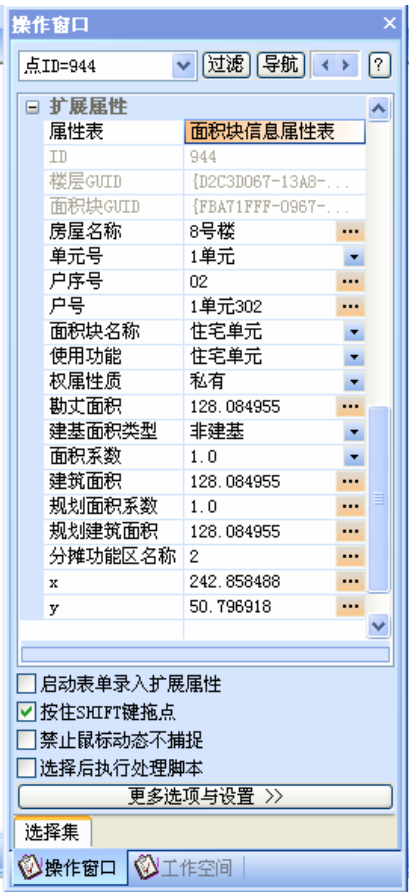 操作窗口
点ID=944 过滤 导航 ?
扩展属性
属性表 面积块信息属性表
ID 944
楼层GUID {D2C3D067-13A8-...
面积块GUID {FBA71FFF-0967-...
房屋名称 8号楼 ...
单元号 1单元
户序号 02 ...
户号 1单元302 ...
面积块名称 住宅单元
使用功能 住宅单元
权属性质 私有
勘丈面积 128.084955 ...
建基面积类型 非建基
面积系数 1.0
建筑面积 128.084955 ...
规划面积系数 1.0 ...
规划建筑面积 128.084955 ...
分摊功能区名称 2 ...
x 242.858488 ...
y 50.796918 ...
启动表单录入扩展属性
按住SHIFT键拖点
禁止鼠标动态不捕捉
选择后执行处理脚本
更多选项与设置 >>
选择集
操作窗口 工作空间